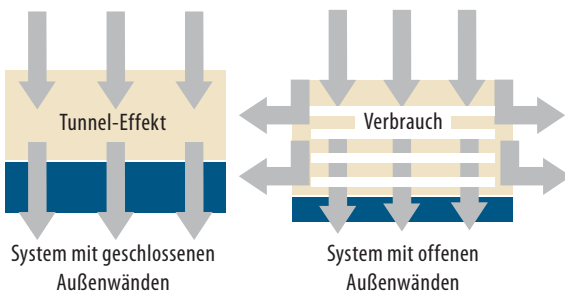 Tunnel-Effekt
Verbrauch
System mit geschlossenen
Außenwänden
System mit offenen
Außenwänden